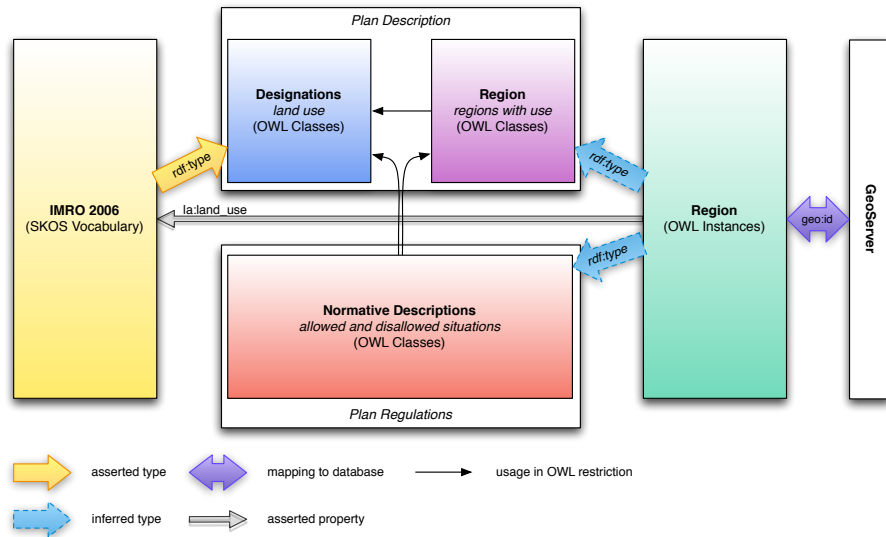 Plan Description
Designations
land use
(OWL Classes)
Region
regions with use
(OWL Classes)
rdf:type
rdf:type
IMRO 2006
(SKOS Vocabulary)
la:land_use
Region
(OWL Instances)
geo:id
GeoServer
rdf:type
Normative Descriptions
allowed and disallowed situations
(OWL Classes)
Plan Regulations
asserted type
mapping to database
usage in OWL restriction
inferred type
asserted property